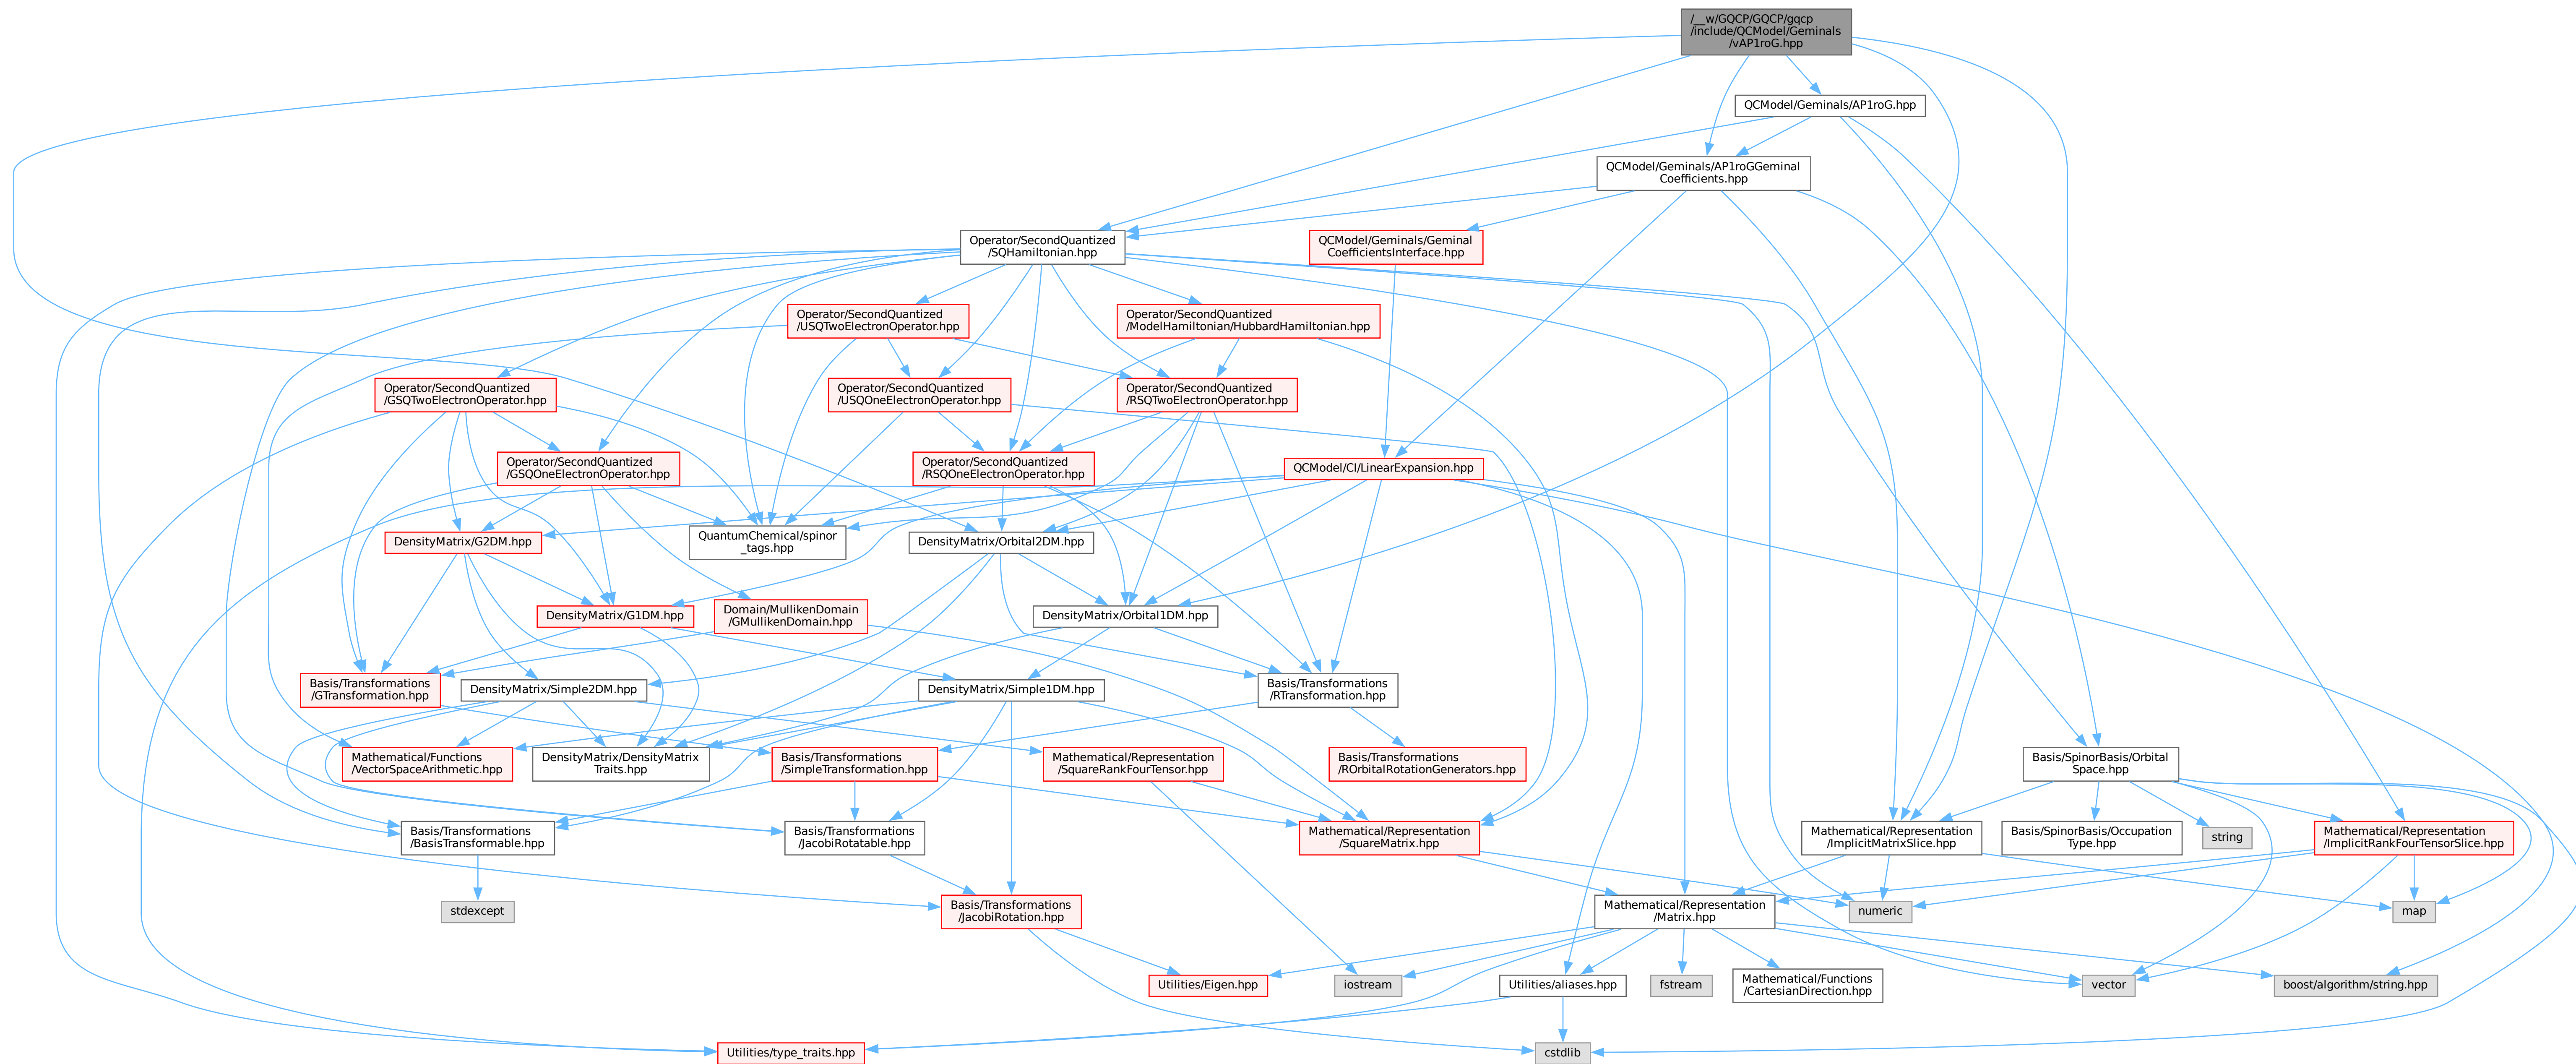 /__w/GQCP/GQCP/gqcp
/include/QCModel/Geminals
/vAP1roG.hpp
QCModel/Geminals/AP1roG.hpp
QCModel/Geminals/AP1roGGeminal
Coefficients.hpp
Operator/SecondQuantized
/SQHamiltonian.hpp
QCModel/Geminals/Geminal
CoefficientsInterface.hpp
Operator/SecondQuantized
/USQTwoElectronOperator.hpp
Operator/SecondQuantized
/ModelHamiltonian/HubbardHamiltonian.hpp
Operator/SecondQuantized
/GSQTwoElectronOperator.hpp
Operator/SecondQuantized
/USQOneElectronOperator.hpp
Operator/SecondQuantized
/RSQTwoElectronOperator.hpp
Operator/SecondQuantized
/GSQOneElectronOperator.hpp
Operator/SecondQuantized
/RSQOneElectronOperator.hpp
QCModel/CI/LinearExpansion.hpp
DensityMatrix/G2DM.hpp
QuantumChemical/spinor
_tags.hpp
DensityMatrix/Orbital2DM.hpp
DensityMatrix/G1DM.hpp
Domain/MullikenDomain
/GMullikenDomain.hpp
DensityMatrix/Orbital1DM.hpp
Basis/Transformations
/GTransformation.hpp
DensityMatrix/Simple2DM.hpp
DensityMatrix/Simple1DM.hpp
Basis/Transformations
/RTransformation.hpp
Mathematical/Functions
/VectorSpaceArithmetic.hpp
DensityMatrix/DensityMatrix
Traits.hpp
Basis/Transformations
/SimpleTransformation.hpp
Mathematical/Representation
/SquareRankFourTensor.hpp
Basis/Transformations
/ROrbitalRotationGenerators.hpp
Basis/SpinorBasis/Orbital
Space.hpp
Basis/Transformations
/BasisTransformable.hpp
Basis/Transformations
/JacobiRotatable.hpp
Mathematical/Representation
/SquareMatrix.hpp
Mathematical/Representation
/ImplicitMatrixSlice.hpp
Basis/SpinorBasis/Occupation
Type.hpp
string
Mathematical/Representation
/ImplicitRankFourTensorSlice.hpp
stdexcept
Basis/Transformations
/JacobiRotation.hpp
Mathematical/Representation
/Matrix.hpp
numeric
map
Utilities/Eigen.hpp
iostream
Utilities/aliases.hpp
fstream
Mathematical/Functions
/CartesianDirection.hpp
vector
boost/algorithm/string.hpp
Utilities/type_traits.hpp
cstdlib